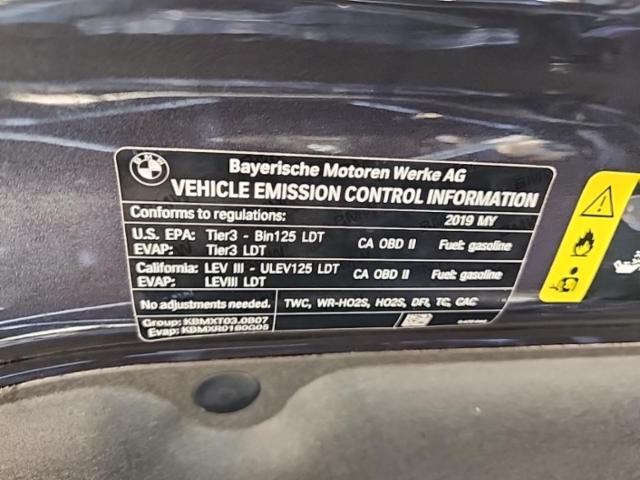 BMW
Bayerische Motoren Werke AG
VEHICLE EMISSION CONTROL INFORMATION
Conforms to regulations: 2019 MY
U.S. EPA: Tier3 - Bin125 LDT CA OBD II Fuel: gasoline
EVAP: Tier3 LDT
California: LEV III - ULEV125 LDT CA OBD II Fuel: gasoline
EVAP: LEVIII LDT
No adjustments needed. TWC, WR-HO2S, HO2S, DFI, TC, CAC
Group: KBMXT03.0B07
Evap: KBMXR0180G05